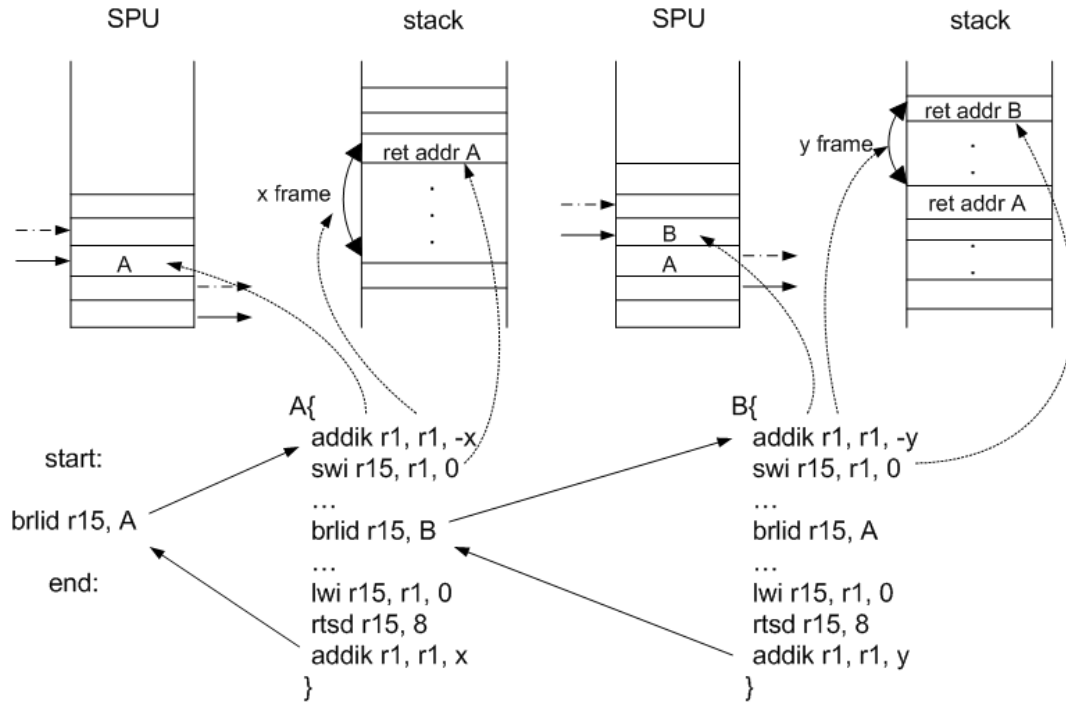 SPU
stack
SPU
stack
ret addr A
x frame
A
ret addr B
y frame
ret addr A
B
A
start:
brlid r15, A
end:
A{
addik r1, r1, -x
swi r15, r1, 0
...
brlid r15, B
...
lwi r15, r1, 0
rtsd r15, 8
addik r1, r1, x
}
B{
addik r1, r1, -y
swi r15, r1, 0
...
brlid r15, A
...
lwi r15, r1, 0
rtsd r15, 8
addik r1, r1, y
}